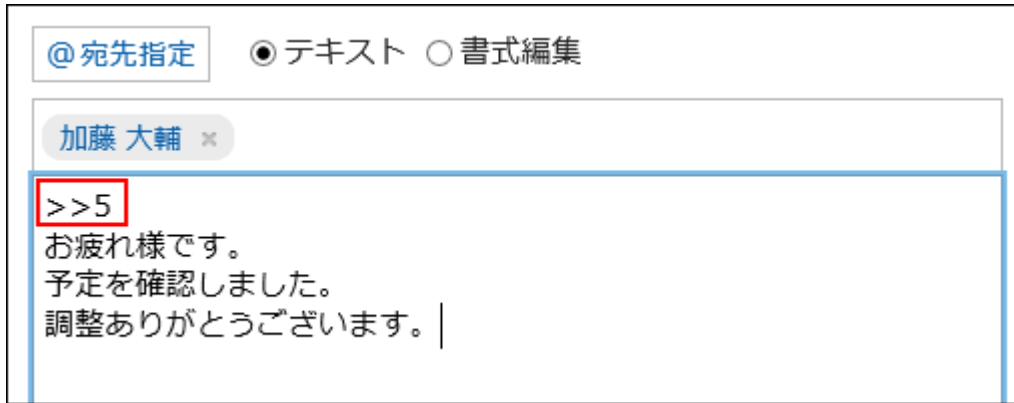 @宛先指定 テキスト 書式編集
加藤 大輔 ×
>>5
お疲れ様です。
予定を確認しました。
調整ありがとうございます。